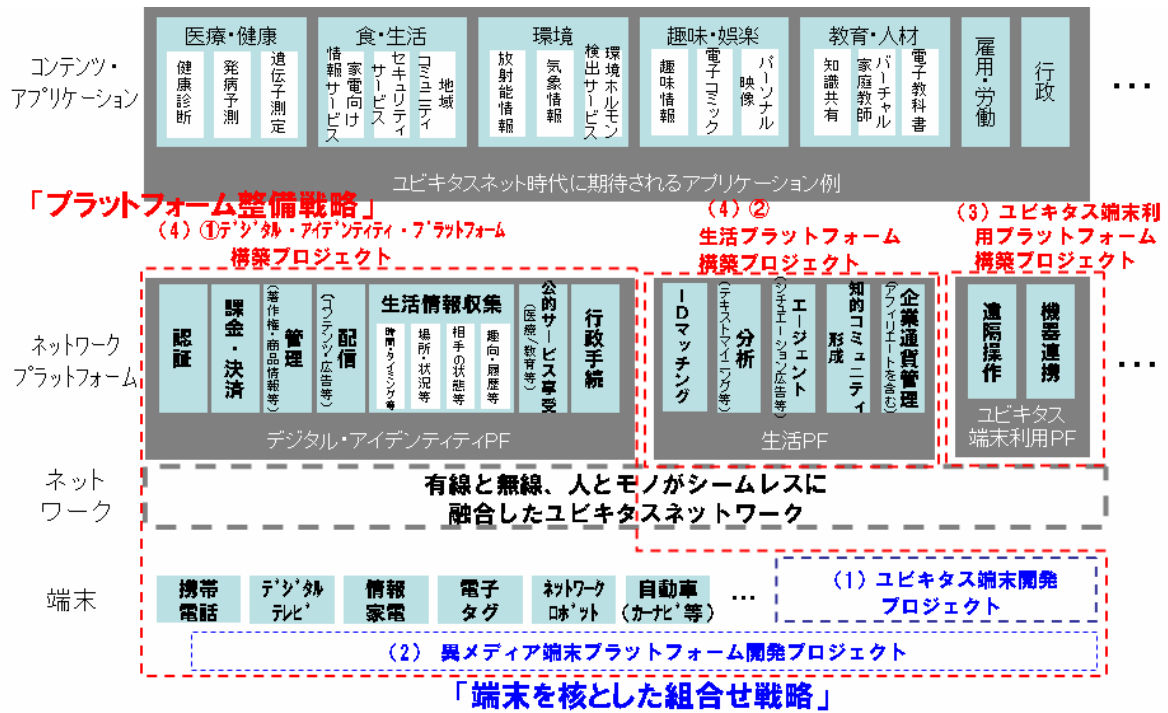 コンテンツ・
アプリケーション
医療・健康
健康診断
発病予測
遺伝子測定
食・生活
家電向け
情報サービス
セキュリティ
サービス
地域
コミュニティ
環境
放射能情報
気象情報
環境ホルモン
検出サービス
趣味・娯楽
趣味情報
電子コミック
パーソナル
映像
教育・人材
知識共有
バーチャル
家庭教師
電子教科書
雇用・労働
行政
…
ユビキタスネット時代に期待されるアプリケーション例
「プラットフォーム整備戦略」
(4)①デジタル・アイデンティティ・プラットフォーム
構築プロジェクト
(4)②
生活プラットフォーム
構築プロジェクト
(3)ユビキタス端末利
用プラットフォーム
構築プロジェクト
ネットワーク
プラットフォーム
認証
課金・決済
管理
(著作権・商品情報等)
配信
(コンテンツ・広告等)
生活情報収集
時間・タイミング等
場所・状況等
相手の状態等
趣向・履歴等
公的サービス享受
(医療/教育等)
行政手続
デジタル・アイデンティティPF
IDマッチング
分析
(テキストマイニング等)
エージェント
(シチュエーション広告等)
知的コミュニティ
形成
企業通貨管理
(アフィリエートを含む)
生活PF
遠隔操作
機器連携
ユビキタス
端末利用PF
…
ネット
ワーク
有線と無線、人とモノがシームレスに
融合したユビキタスネットワーク
端末
携帯
電話
デジタル
テレビ
情報
家電
電子
タグ
ネットワーク
ロボット
自動車
(カーナビ等)
…
(1)ユビキタス端末開発
プロジェクト
(2) 異メディア端末プラットフォーム開発プロジェクト
「端末を核とした組合せ戦略」